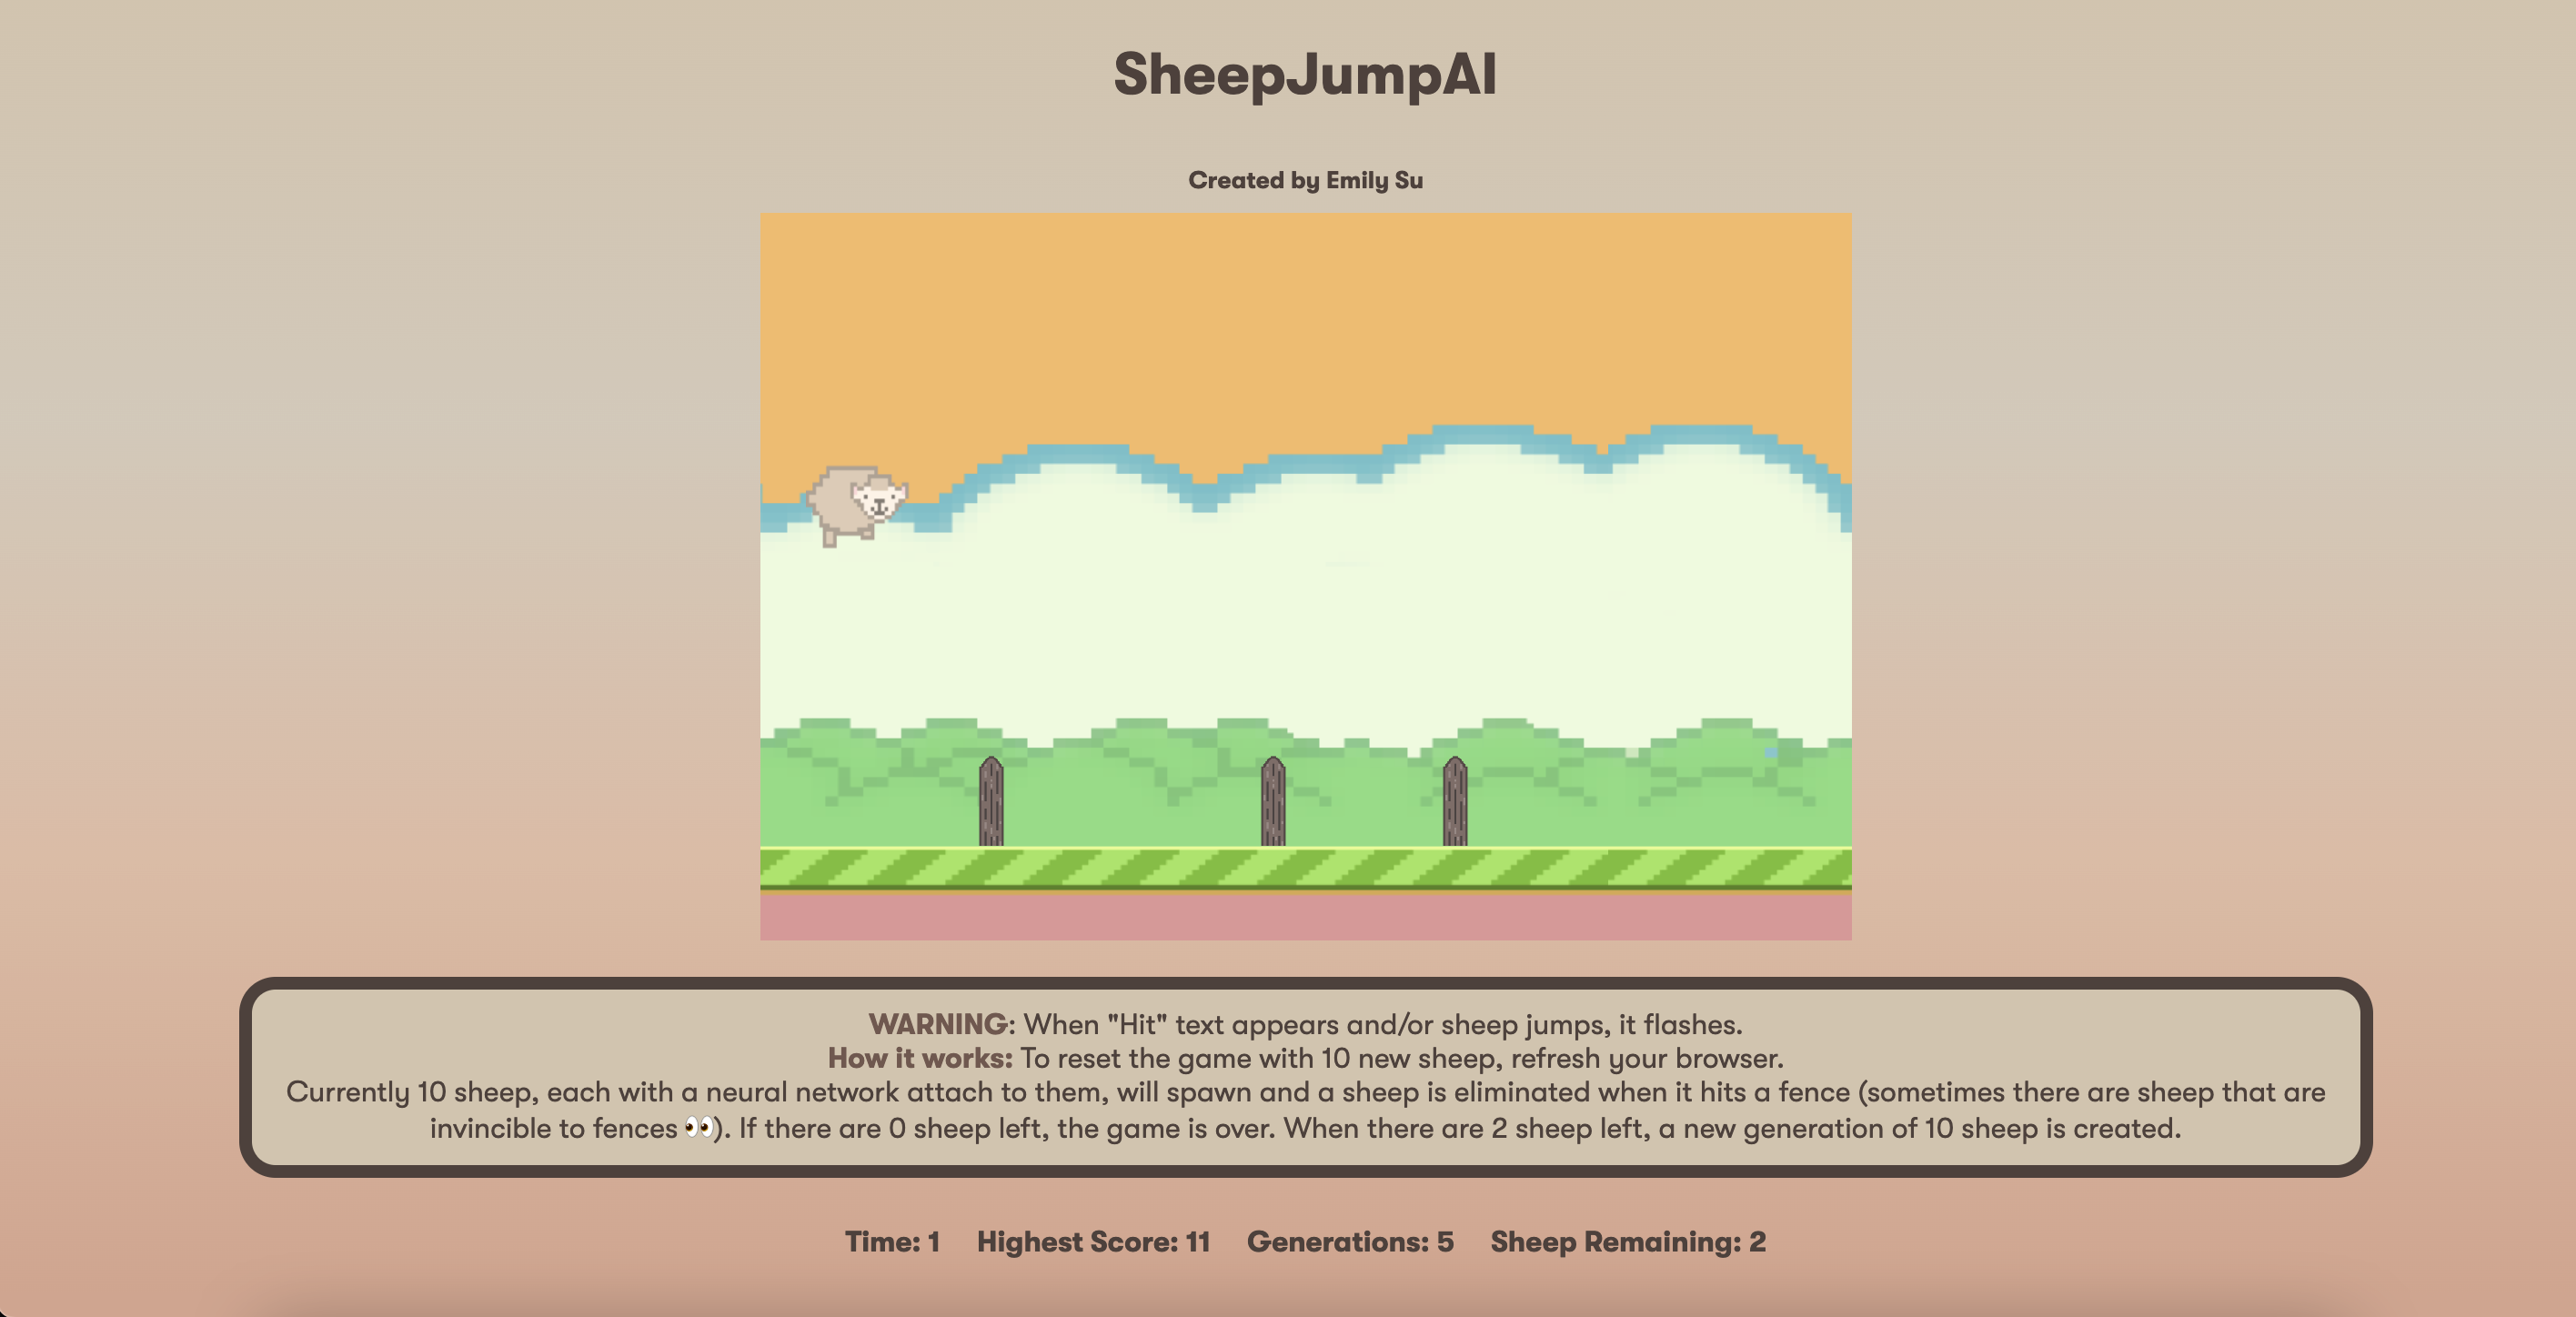 SheepJumpAI
Created by Emily Su
WARNING: When "Hit" text appears and/or sheep jumps, it flashes.
How it works: To reset the game with 10 new sheep, refresh your browser.
Currently 10 sheep, each with a neural network attach to them, will spawn and a sheep is eliminated when it hits a fence (sometimes there are sheep that are
invincible to fences 👀). If there are 0 sheep left, the game is over. When there are 2 sheep left, a new generation of 10 sheep is created.
Time: 1 Highest Score: 11 Generations: 5 Sheep Remaining: 2